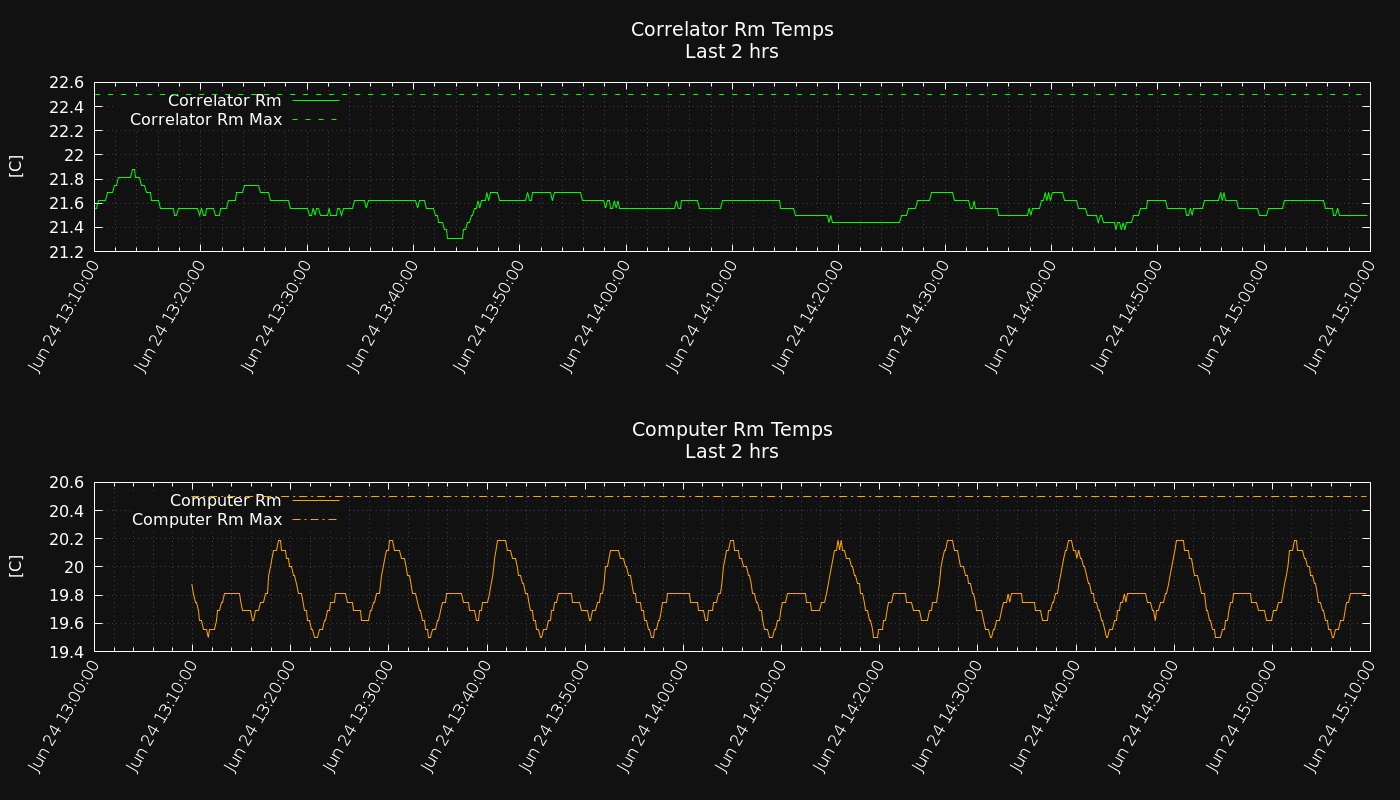 Correlator Rm Temps
Last 2 hrs
22.6
22.4
22.2
22
21.8
21.6
21.4
21.2
[C]
Correlator Rm
Correlator Rm Max
Jun 24 13:10:00
Jun 24 13:20:00
Jun 24 13:30:00
Jun 24 13:40:00
Jun 24 13:50:00
Jun 24 14:00:00
Jun 24 14:10:00
Jun 24 14:20:00
Jun 24 14:30:00
Jun 24 14:40:00
Jun 24 14:50:00
Jun 24 15:00:00
Jun 24 15:10:00
Computer Rm Temps
Last 2 hrs
20.6
20.4
20.2
20
19.8
19.6
19.4
[C]
Computer Rm
Computer Rm Max
Jun 24 13:00:00
Jun 24 13:10:00
Jun 24 13:20:00
Jun 24 13:30:00
Jun 24 13:40:00
Jun 24 13:50:00
Jun 24 14:00:00
Jun 24 14:10:00
Jun 24 14:20:00
Jun 24 14:30:00
Jun 24 14:40:00
Jun 24 14:50:00
Jun 24 15:00:00
Jun 24 15:10:00